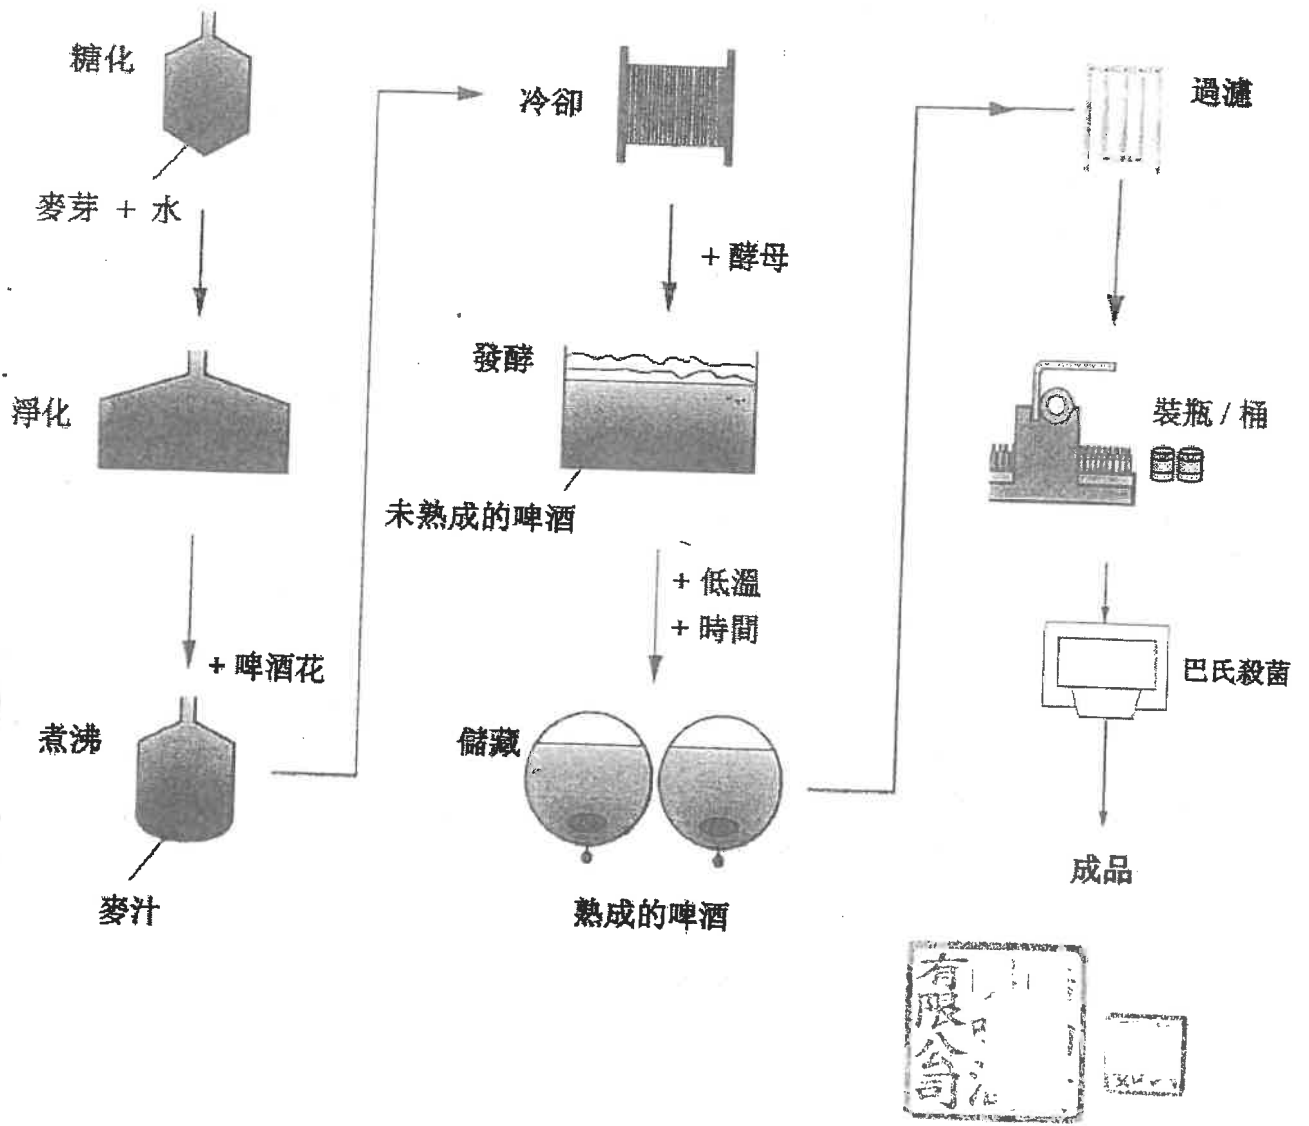 糖化
麥芽 + 水
淨化
+ 啤酒花
煮沸
麥汁
冷卻
+ 酵母
發酵
未熟成的啤酒
+ 低溫
+ 時間
儲藏
熟成的啤酒
過濾
裝瓶 / 桶
巴氏殺菌
成品
有限公司